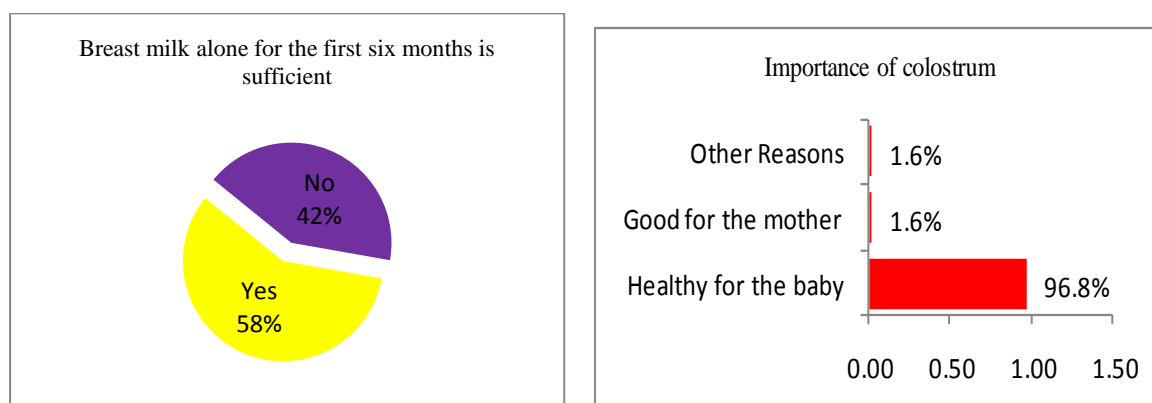 Breast milk alone for the first six months is
sufficient
No
42%
Yes
58%
Importance of colostrum
Other Reasons
1.6%
Good for the mother
1.6%
Healthy for the baby
96.8%
0.00 0.50 1.00 1.50